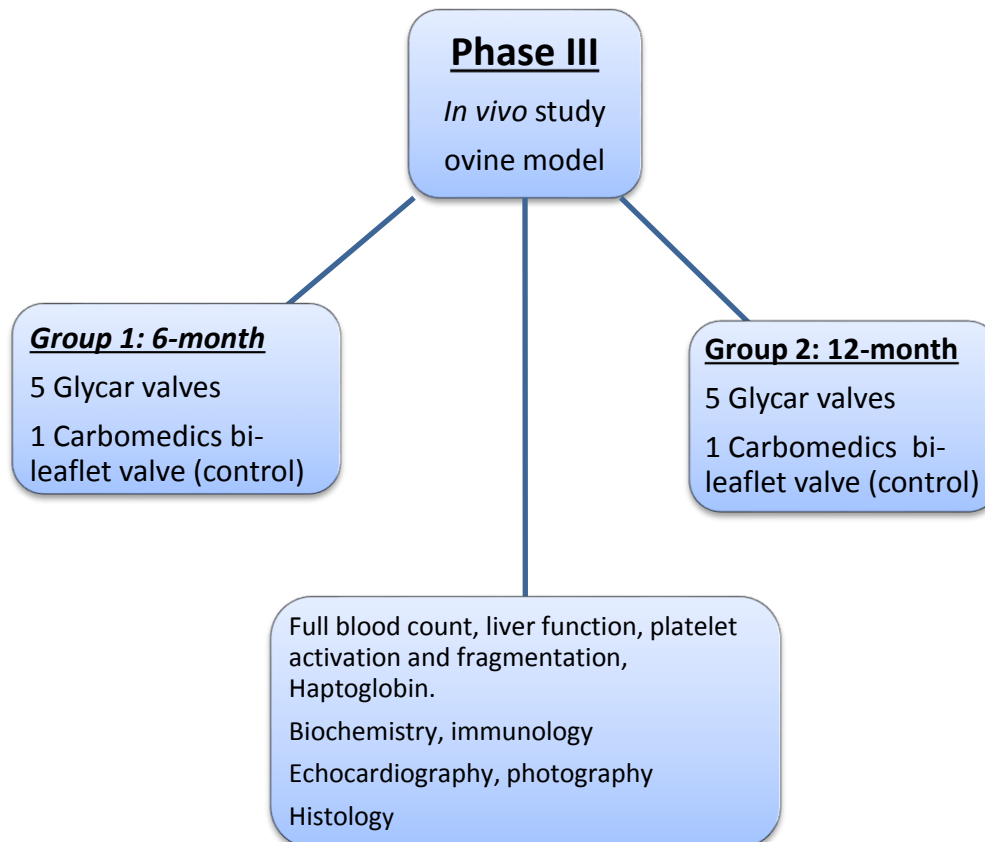 Phase III
In vivo study
ovine model
Group 1: 6-month
5 Glycar valves
1 Carbomedics bi-
leaflet valve (control)
Group 2: 12-month
5 Glycar valves
1 Carbomedics  bi-
leaflet valve (control)
Full blood count, liver function, platelet
activation and fragmentation,
Haptoglobin.
Biochemistry, immunology
Echocardiography, photography
Histology